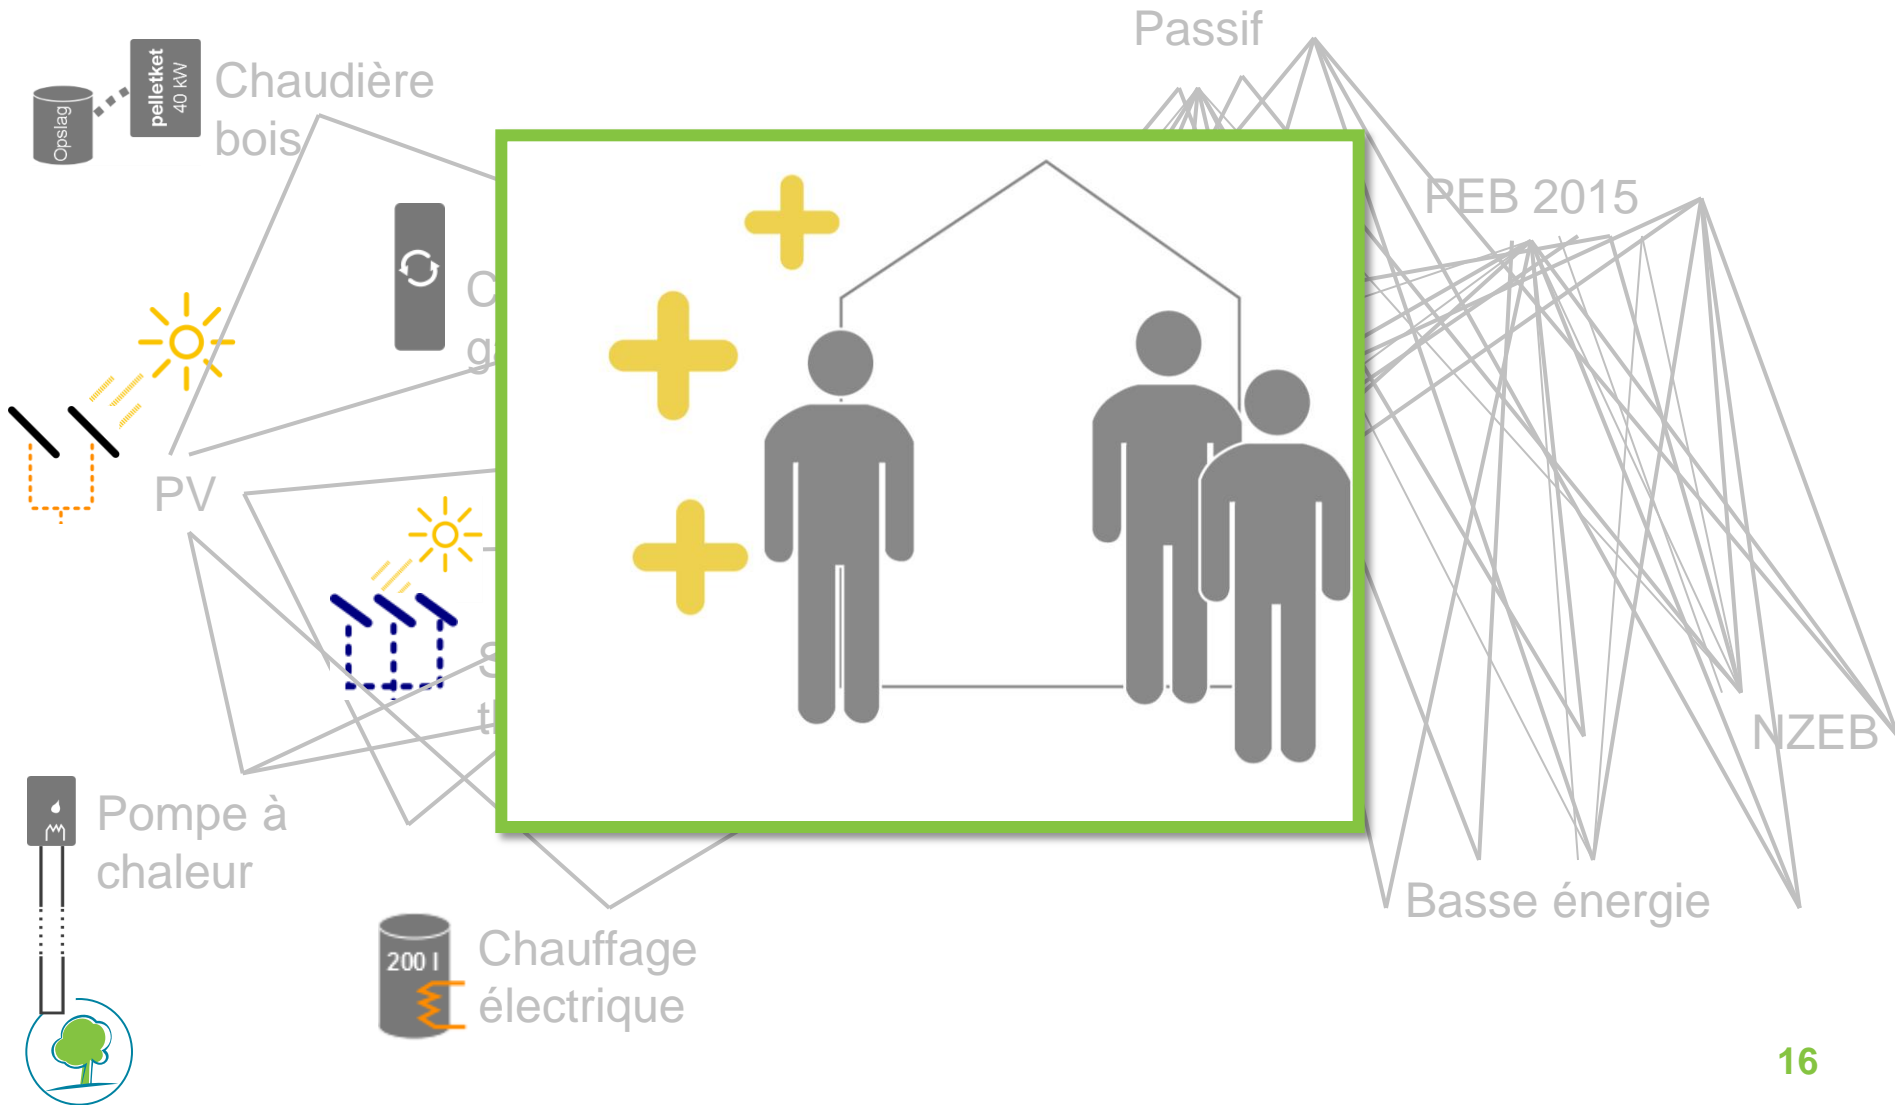 Passif
pelletket
40 kW
Opslag
Chaudière
bois
PEB 2015
PV
NZEB
Pompe à
chaleur
Basse énergie
200 l
Chauffage
électrique
16